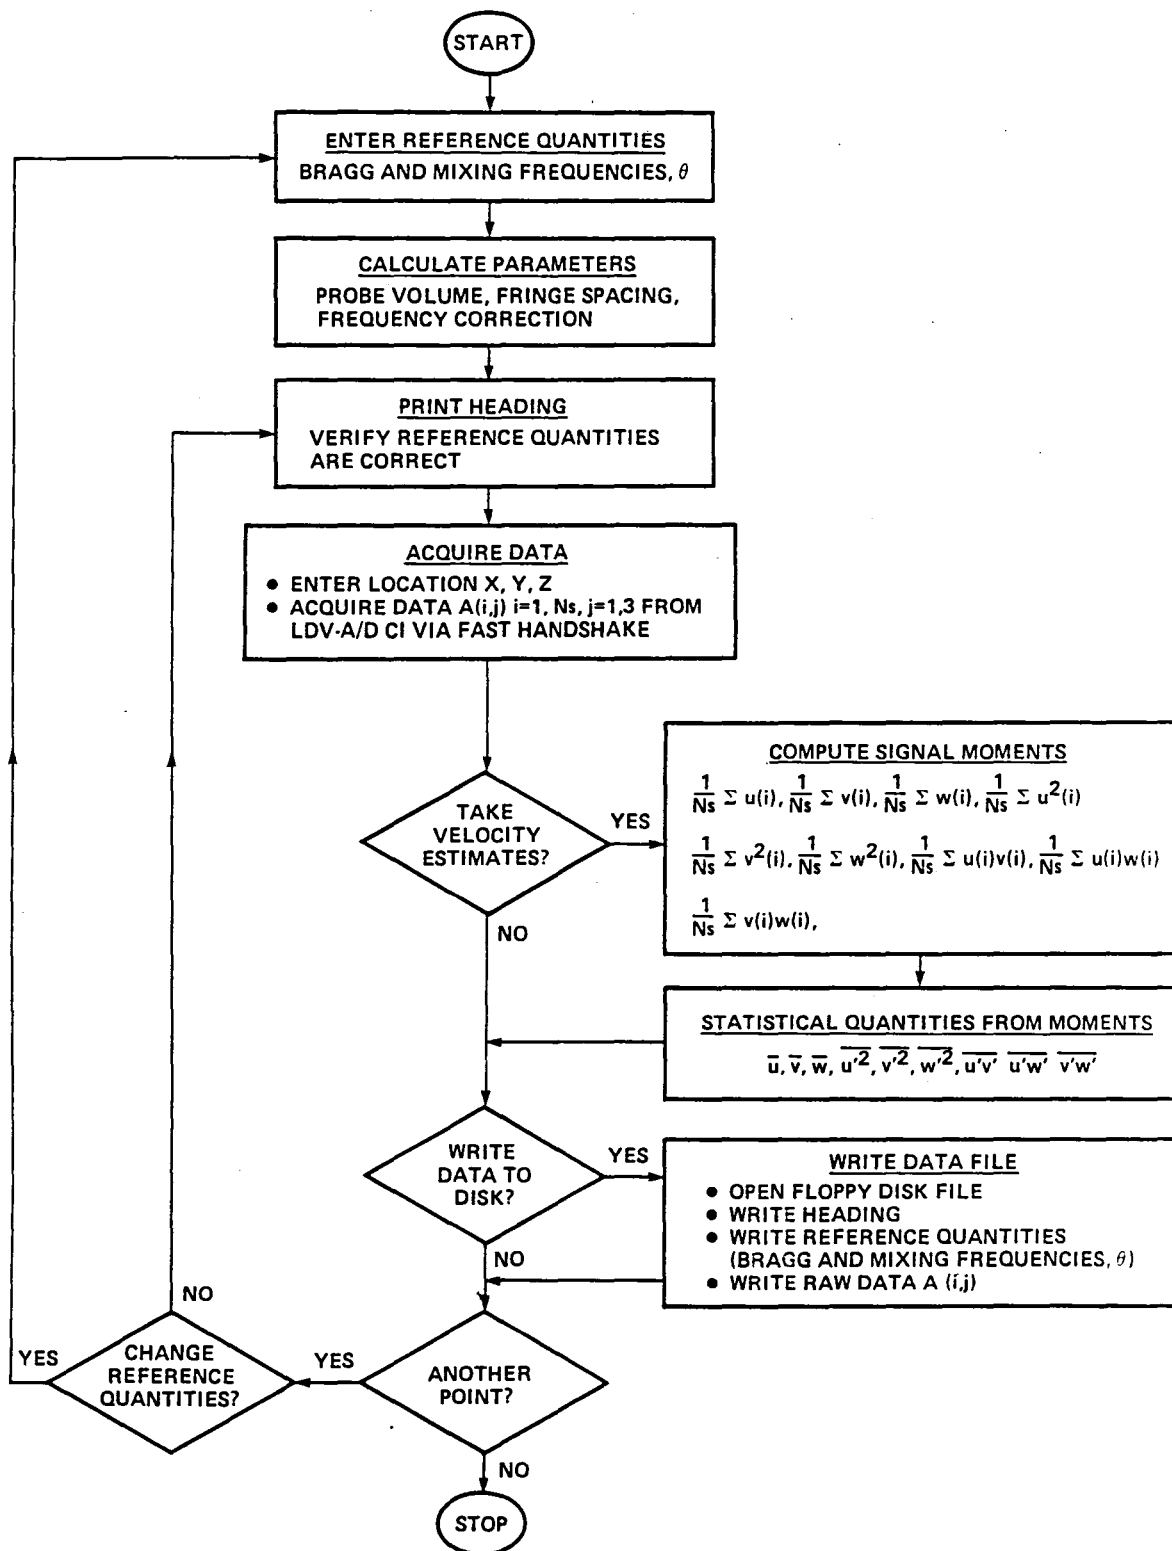 START
ENTER REFERENCE QUANTITIES
BRAGG AND MIXING FREQUENCIES, θ
CALCULATE PARAMETERS
PROBE VOLUME, FRINGE SPACING,
FREQUENCY CORRECTION
PRINT HEADING
VERIFY REFERENCE QUANTITIES
ARE CORRECT
ACQUIRE DATA
● ENTER LOCATION X, Y, Z
● ACQUIRE DATA A(i,j) i=1, Ns, j=1,3 FROM
LDV-A/D CI VIA FAST HANDSHAKE
TAKE
VELOCITY
ESTIMATES?
YES
NO
COMPUTE SIGNAL MOMENTS
1/Ns Σ u(i), 1/Ns Σ v(i), 1/Ns Σ w(i), 1/Ns Σ u²(i)
1/Ns Σ v²(i), 1/Ns Σ w²(i), 1/Ns Σ u(i)v(i), 1/Ns Σ u(i)w(i)
1/Ns Σ v(i)w(i),
STATISTICAL QUANTITIES FROM MOMENTS
u̅, v̅, w̅, u'²̅, v'²̅, w'²̅, u'v'̅ u'w'̅ v'w'̅
WRITE
DATA TO
DISK?
YES
NO
WRITE DATA FILE
● OPEN FLOPPY DISK FILE
● WRITE HEADING
● WRITE REFERENCE QUANTITIES
(BRAGG AND MIXING FREQUENCIES, θ)
● WRITE RAW DATA A (i,j)
ANOTHER
POINT?
YES
NO
CHANGE
REFERENCE
QUANTITIES?
YES
NO
STOP